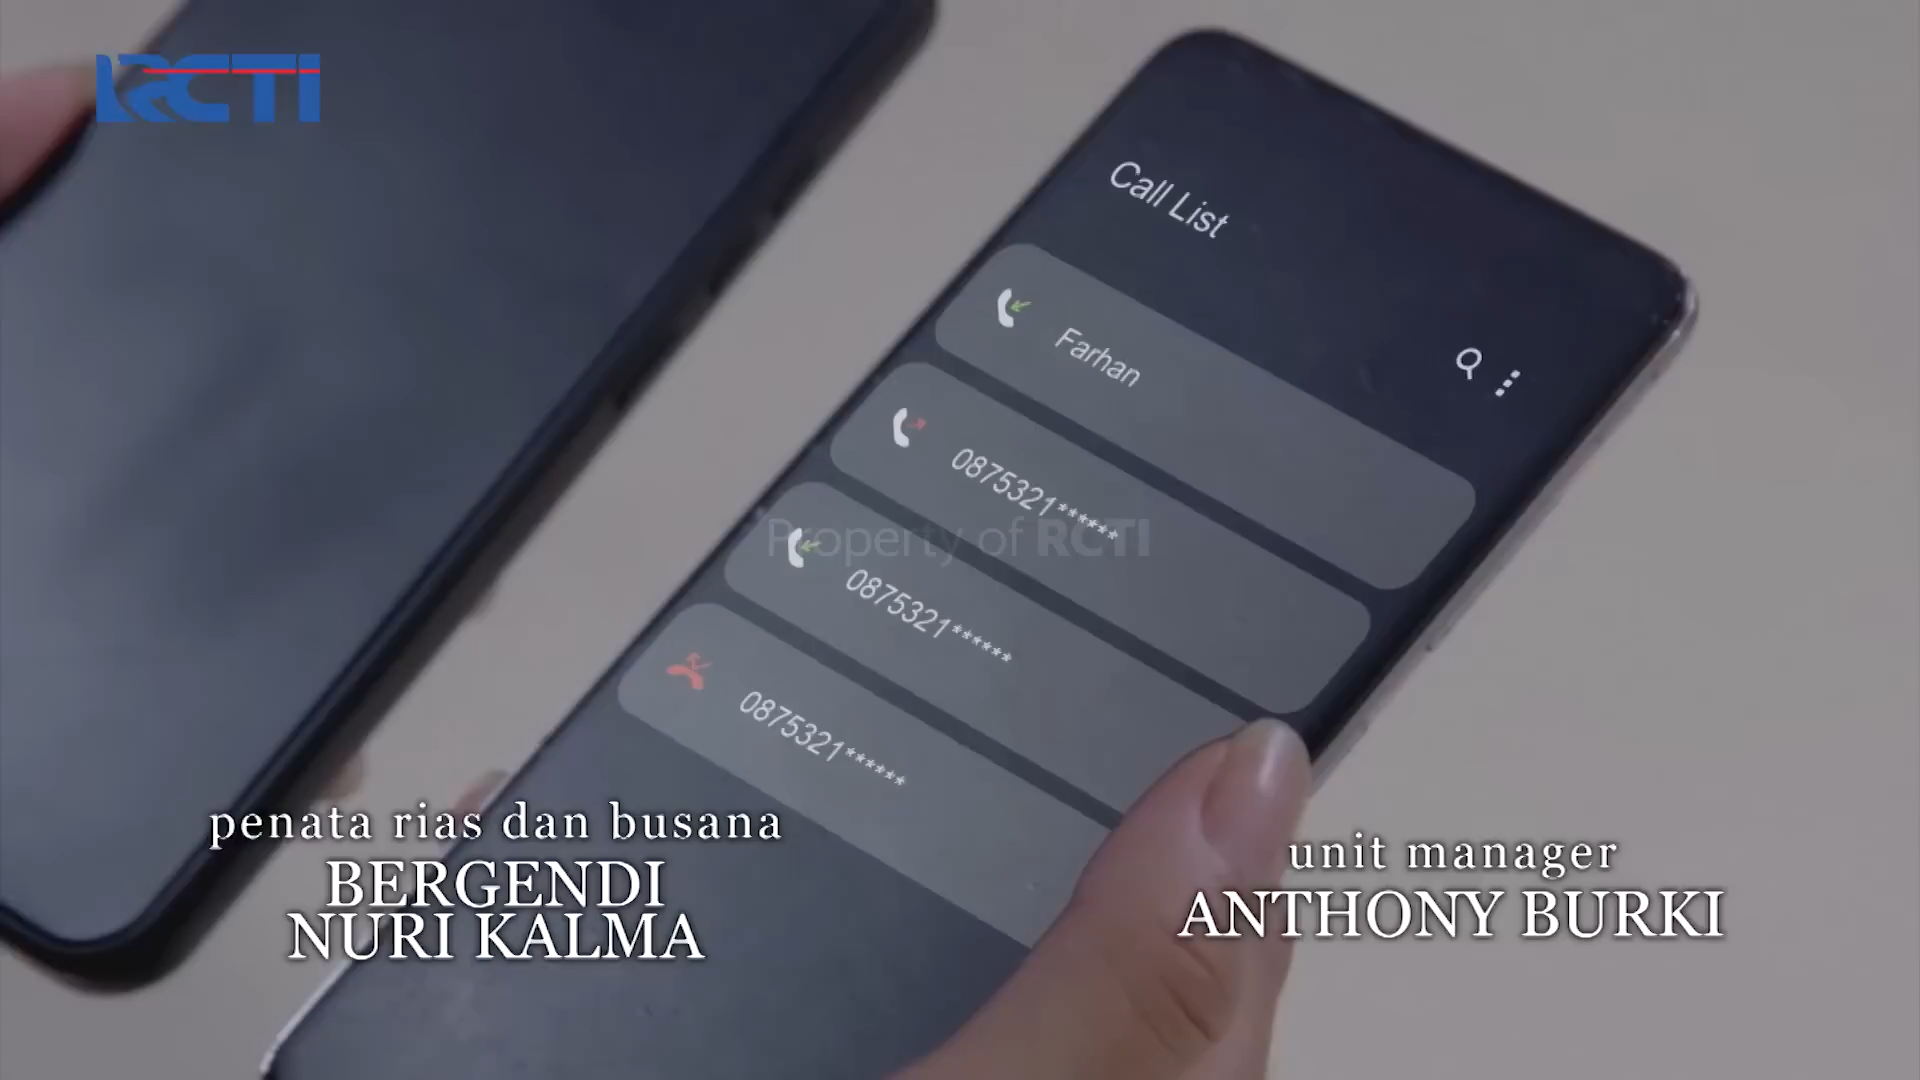 RCTI
Call List
Farhan
0875321******
Property of RCTI
0875321******
0875321******
penata rias dan busana
BERGENDI
NURI KALMA
unit manager
ANTHONY BURKI